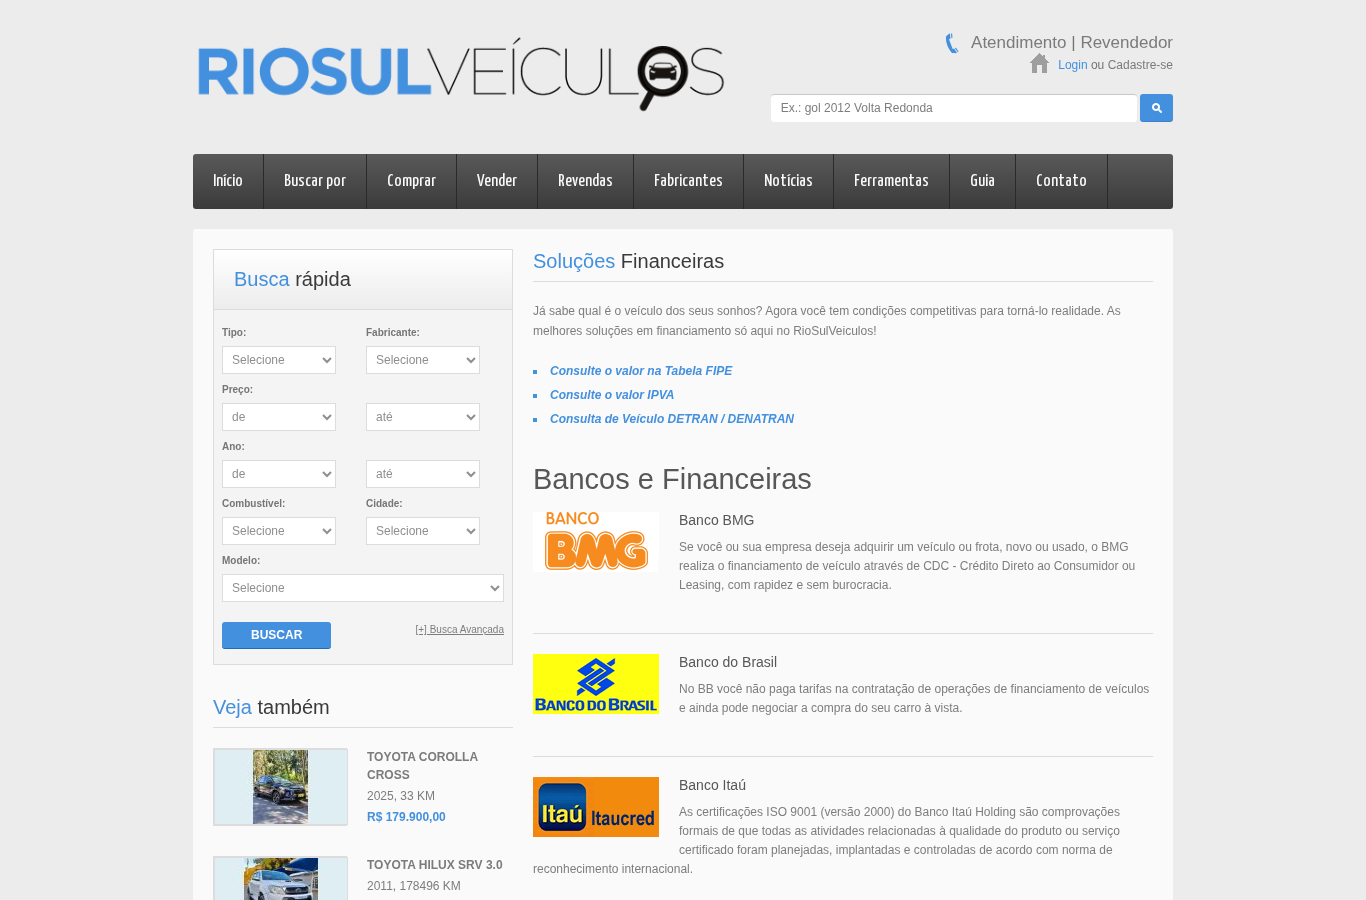 RIOSULVEÍCULOS
Atendimento | Revendedor
Login ou Cadastre-se
Ex.: gol 2012 Volta Redonda
Início
Buscar por
Comprar
Vender
Revendas
Fabricantes
Notícias
Ferramentas
Guia
Contato
Busca rápida
Tipo:
Fabricante:
Selecione
Selecione
Preço:
de
até
Ano:
de
até
Combustível:
Cidade:
Selecione
Selecione
Modelo:
Selecione
BUSCAR
[+] Busca Avançada
Veja também
TOYOTA COROLLA
CROSS
2025, 33 KM
R$ 179.900,00
TOYOTA HILUX SRV 3.0
2011, 178496 KM
Soluções Financeiras
Já sabe qual é o veículo dos seus sonhos? Agora você tem condições competitivas para torná-lo realidade. As
melhores soluções em financiamento só aqui no RioSulVeiculos!
Consulte o valor na Tabela FIPE
Consulte o valor IPVA
Consulta de Veículo DETRAN / DENATRAN
Bancos e Financeiras
BANCO
BMG
Banco BMG
Se você ou sua empresa deseja adquirir um veículo ou frota, novo ou usado, o BMG
realiza o financiamento de veículo através de CDC - Crédito Direto ao Consumidor ou
Leasing, com rapidez e sem burocracia.
BANCO DO BRASIL
Banco do Brasil
No BB você não paga tarifas na contratação de operações de financiamento de veículos
e ainda pode negociar a compra do seu carro à vista.
Itaú
Itaucred
Banco Itaú
As certificações ISO 9001 (versão 2000) do Banco Itaú Holding são comprovações
formais de que todas as atividades relacionadas à qualidade do produto ou serviço
certificado foram planejadas, implantadas e controladas de acordo com norma de
reconhecimento internacional.